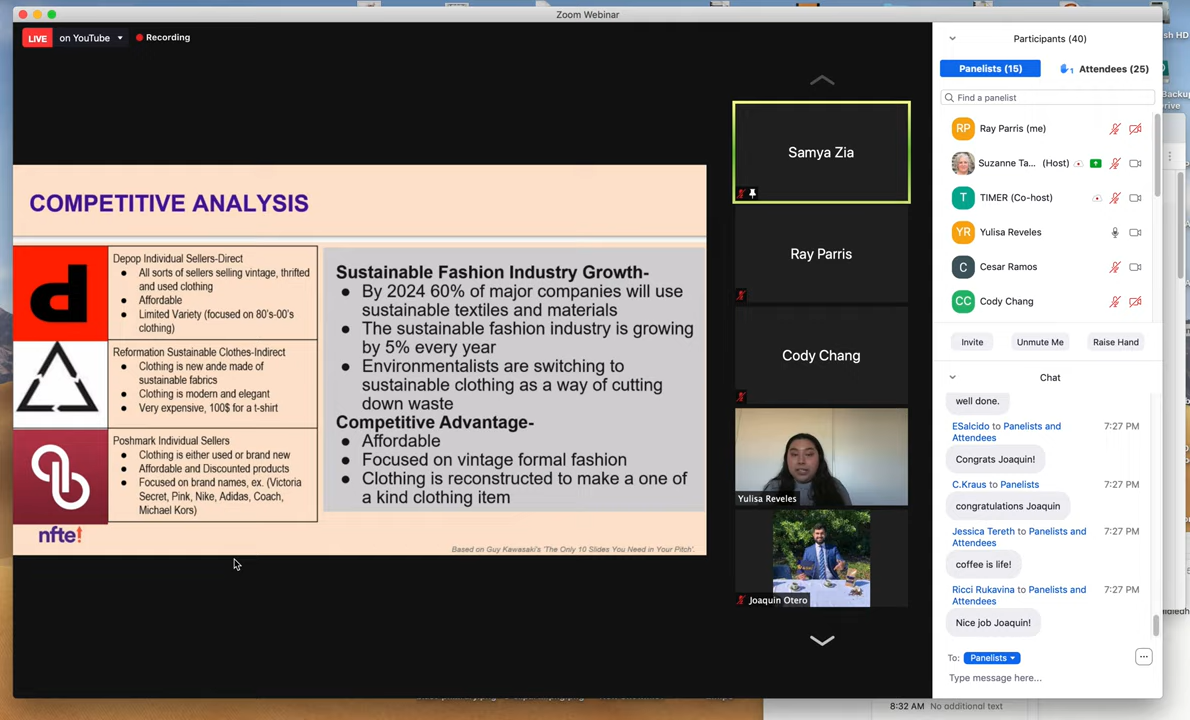 Zoom Webinar
LIVE
on YouTube
Recording
COMPETITIVE ANALYSIS
Depop Individual Sellers-Direct
● All sorts of sellers selling vintage, thrifted
and used clothing
● Affordable
● Limited Variety (focused on 80's-00's
clothing)
Reformation Sustainable Clothes-Indirect
● Clothing is new ande made of
sustainable fabrics
● Clothing is modern and elegant
● Very expensive, 100$ for a t-shirt
Poshmark Individual Sellers
● Clothing is either used or brand new
● Affordable and Discounted products
● Focused on brand names, ex. (Victoria
Secret, Pink, Nike, Adidas, Coach,
Michael Kors)
nfte!
Sustainable Fashion Industry Growth-
● By 2024 60% of major companies will use
sustainable textiles and materials
● The sustainable fashion industry is growing
by 5% every year
● Environmentalists are switching to
sustainable clothing as a way of cutting
down waste
Competitive Advantage-
● Affordable
● Focused on vintage formal fashion
● Clothing is reconstructed to make a one of
a kind clothing item
Based on Guy Kawasaki's 'The Only 10 Slides You Need in Your Pitch'.
Samya Zia
Ray Parris
Cody Chang
Yulisa Reveles
Joaquin Otero
Participants (40)
Panelists (15)
1
Attendees (25)
Find a panelist
RP
Ray Parris (me)
Suzanne Ta... (Host)
T
TIMER (Co-host)
YR
Yulisa Reveles
C
Cesar Ramos
CC
Cody Chang
Invite
Unmute Me
Raise Hand
Chat
well done.
ESalcido to Panelists and
Attendees
7:27 PM
Congrats Joaquin!
C.Kraus to Panelists
7:27 PM
congratulations Joaquin
Jessica Tereth to Panelists and
Attendees
7:27 PM
coffee is life!
Ricci Rukavina to Panelists and
Attendees
7:27 PM
Nice job Joaquin!
To:
Panelists
Type message here...
8:32 AM No additional text